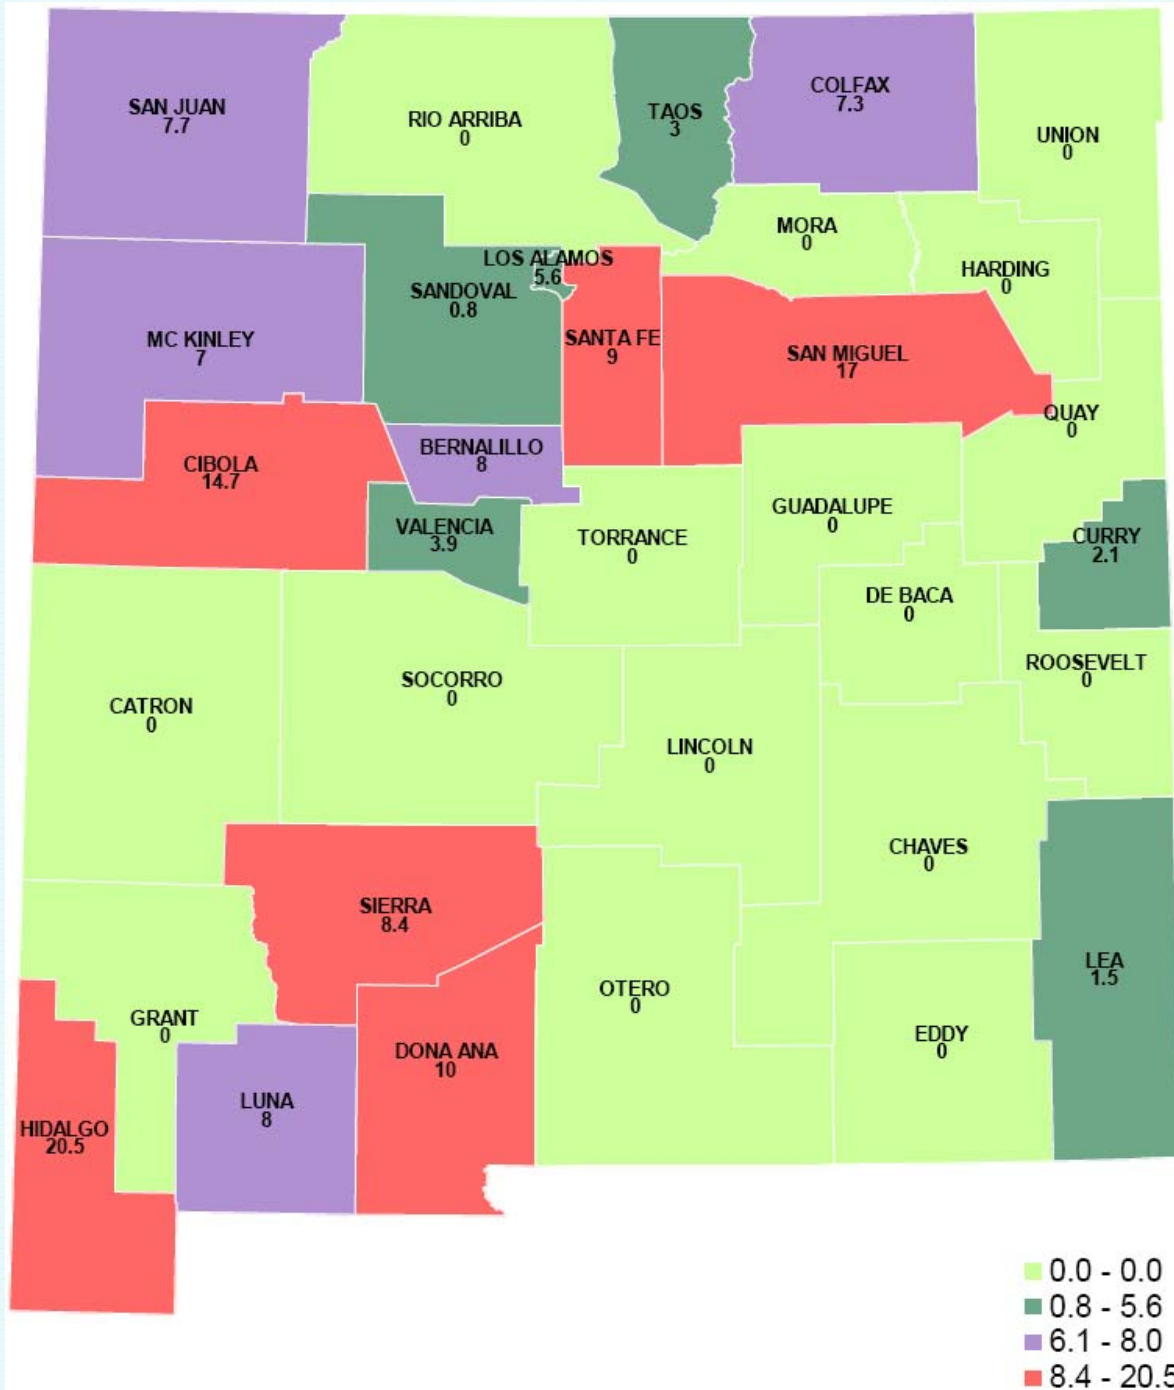 SAN JUAN
7.7
RIO ARRIBA
0
TAOS
3
COLFAX
7.3
UNION
0
MORA
0
HARDING
0
LOS ALAMOS
5.6
SANDOVAL
0.8
MC KINLEY
7
SANTA FE
9
SAN MIGUEL
17
QUAY
0
CIBOLA
14.7
BERNALILLO
8
VALENCIA
3.9
TORRANCE
0
GUADALUPE
0
CURRY
2.1
DE BACA
0
ROOSEVELT
0
CATRON
0
SOCORRO
0
LINCOLN
0
CHAVES
0
SIERRA
8.4
OTERO
0
LEA
1.5
GRANT
0
EDDY
0
DONA ANA
10
LUNA
8
HIDALGO
20.5
0.0 - 0.0
0.8 - 5.6
6.1 - 8.0
8.4 - 20.5